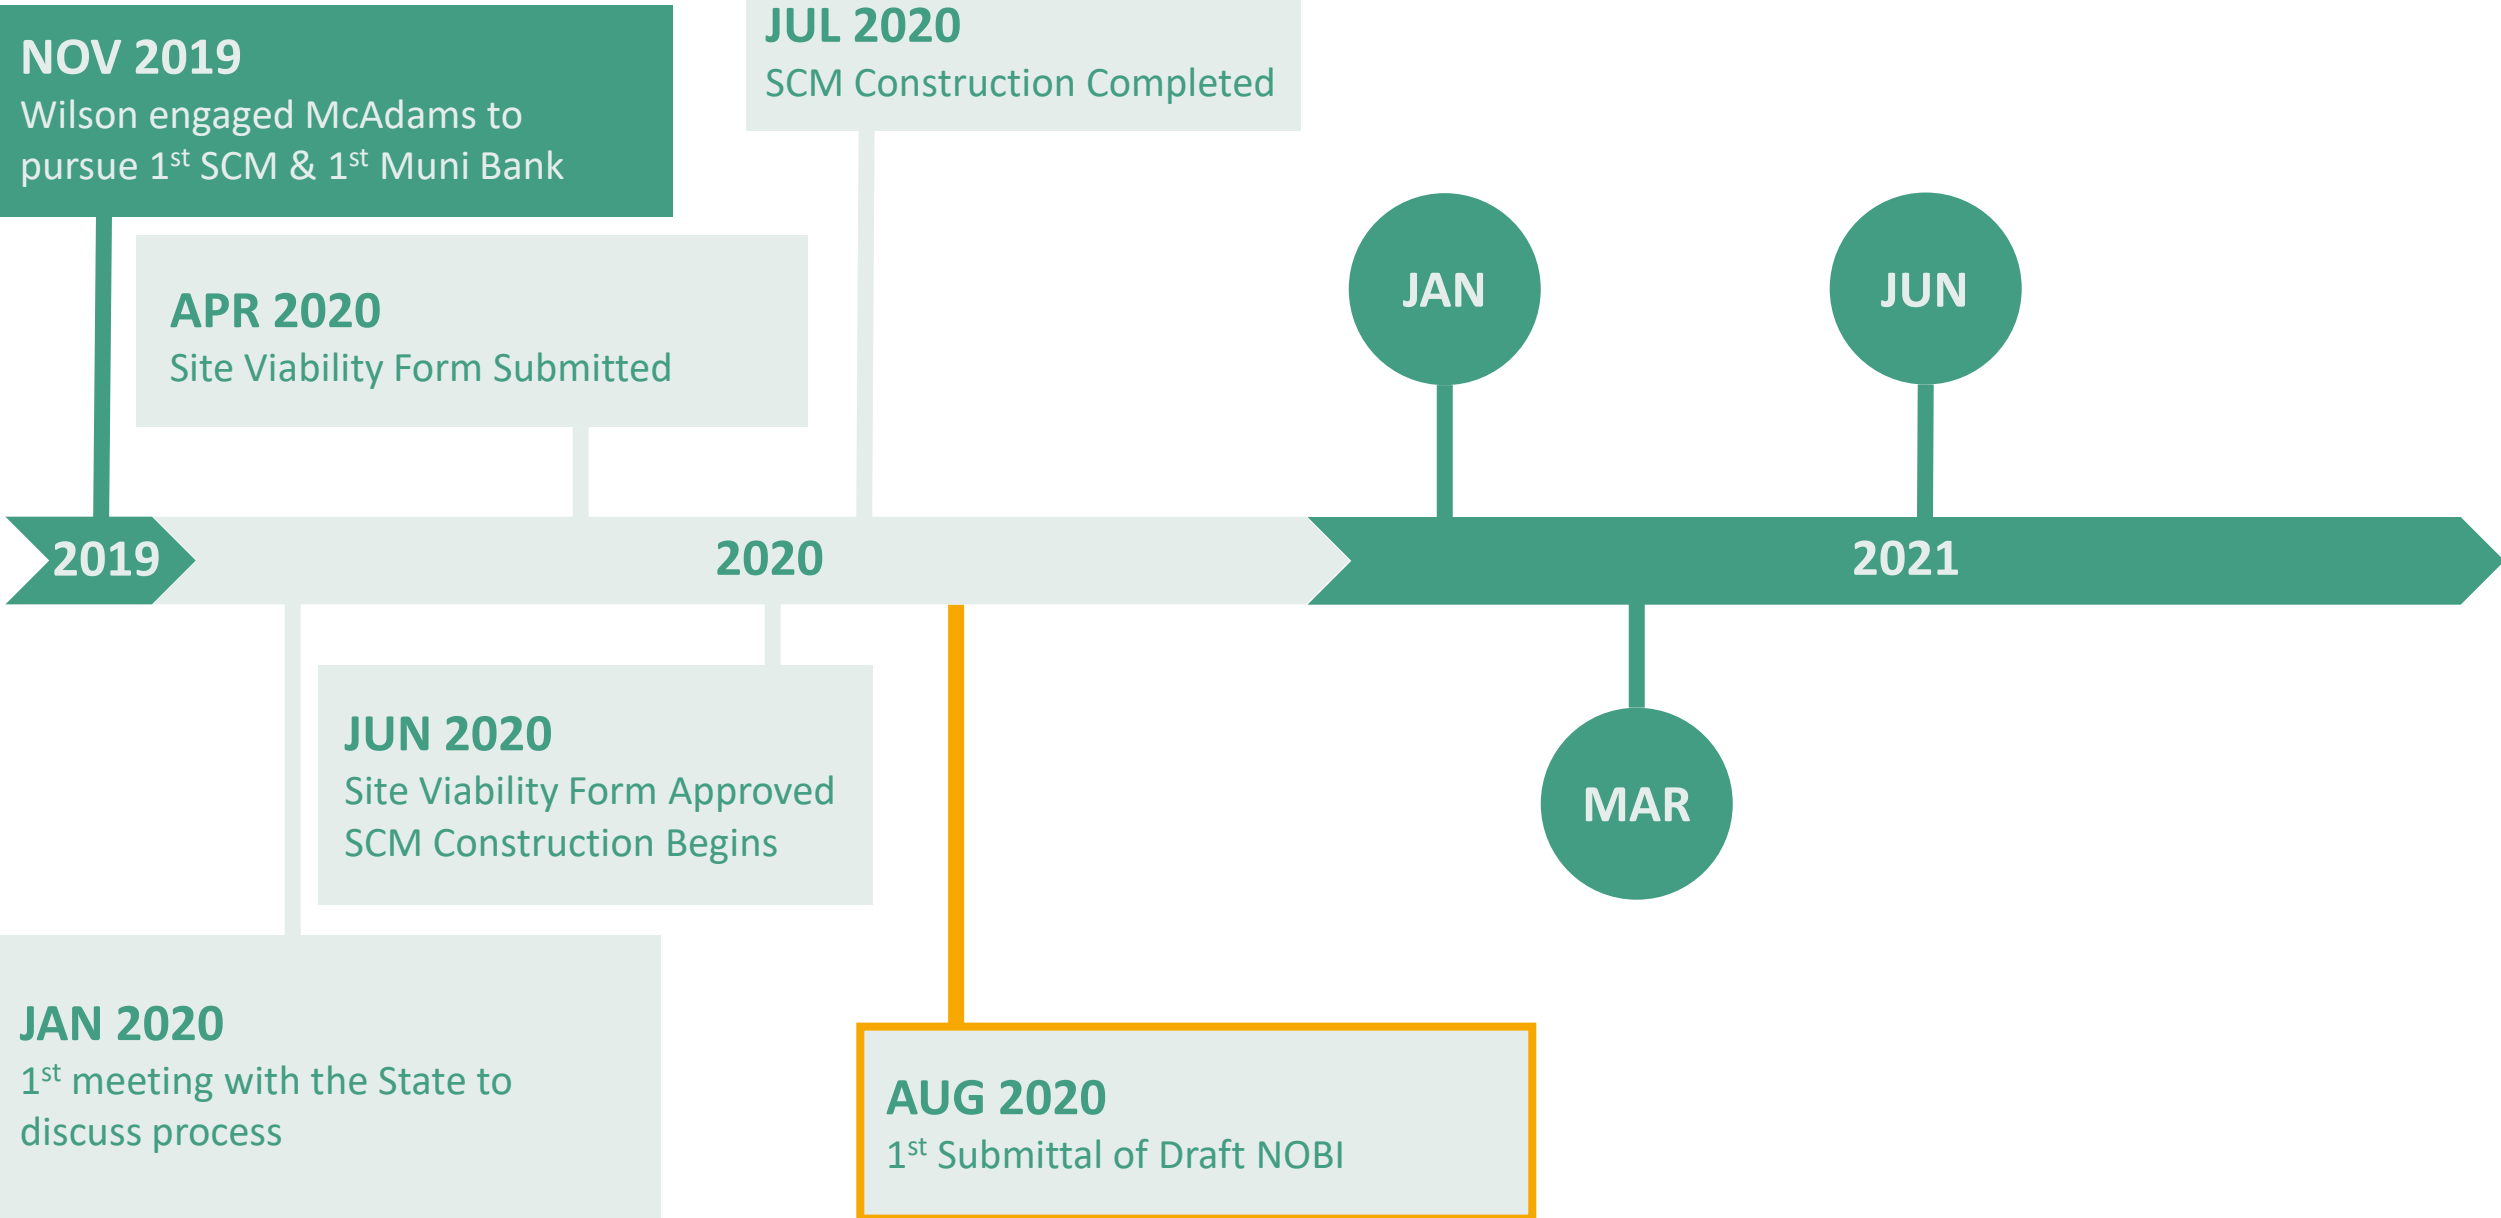 NOV 2019
Wilson engaged McAdams to
pursue 1st SCM & 1st Muni Bank
JUL 2020
SCM Construction Completed
APR 2020
Site Viability Form Submitted
JAN
JUN
2019
2020
2021
JUN 2020
Site Viability Form Approved
SCM Construction Begins
MAR
JAN 2020
1st meeting with the State to
discuss process
AUG 2020
1st Submittal of Draft NOBI